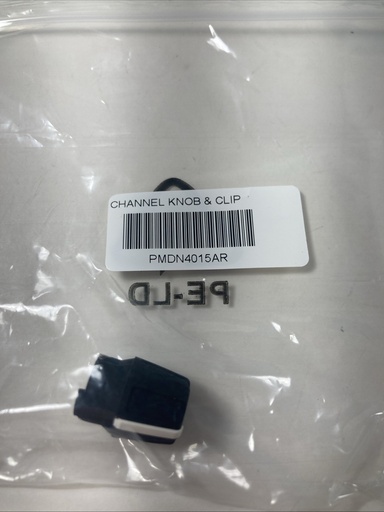 CHANNEL KNOB & CLIP
PMDN4015AR
PE-LD